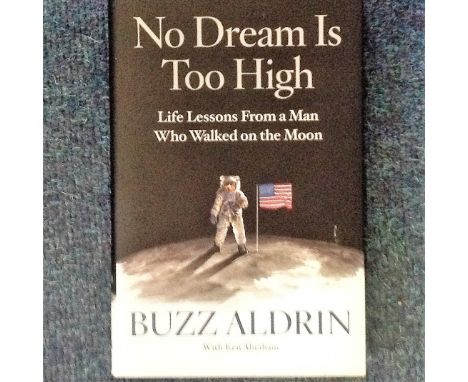 No Dream Is
Too High
Life Lessons From a Man
Who Walked on the Moon
BUZZ ALDRIN
With Ken Abraham